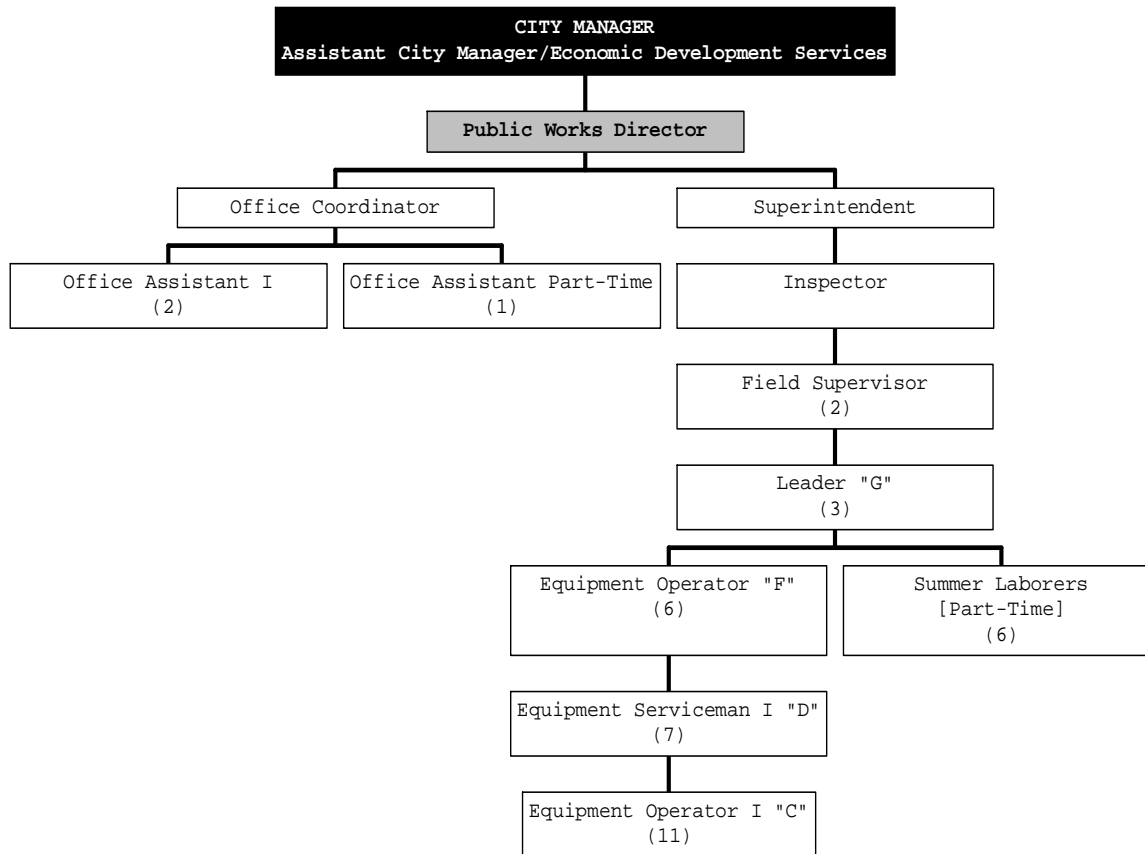 CITY MANAGER
Assistant City Manager/Economic Development Services
Public Works Director
Office Coordinator
Superintendent
Office Assistant I
(2)
Office Assistant Part-Time
(1)
Inspector
Field Supervisor
(2)
Leader "G"
(3)
Equipment Operator "F"
(6)
Summer Laborers
[Part-Time]
(6)
Equipment Serviceman I "D"
(7)
Equipment Operator I "C"
(11)